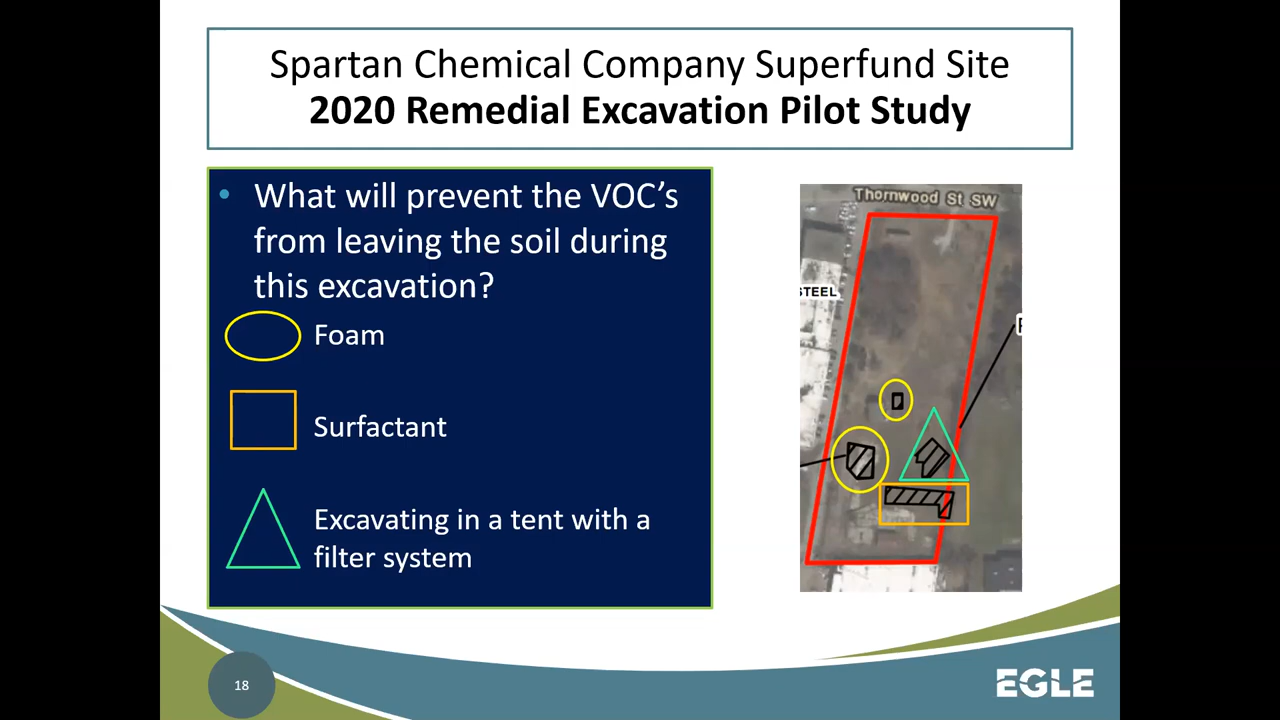 Spartan Chemical Company Superfund Site
2020 Remedial Excavation Pilot Study
• What will prevent the VOC's
from leaving the soil during
this excavation?
Foam
Surfactant
Excavating in a tent with a
filter system
Thornwood St SW
STEEL
18
EGLE